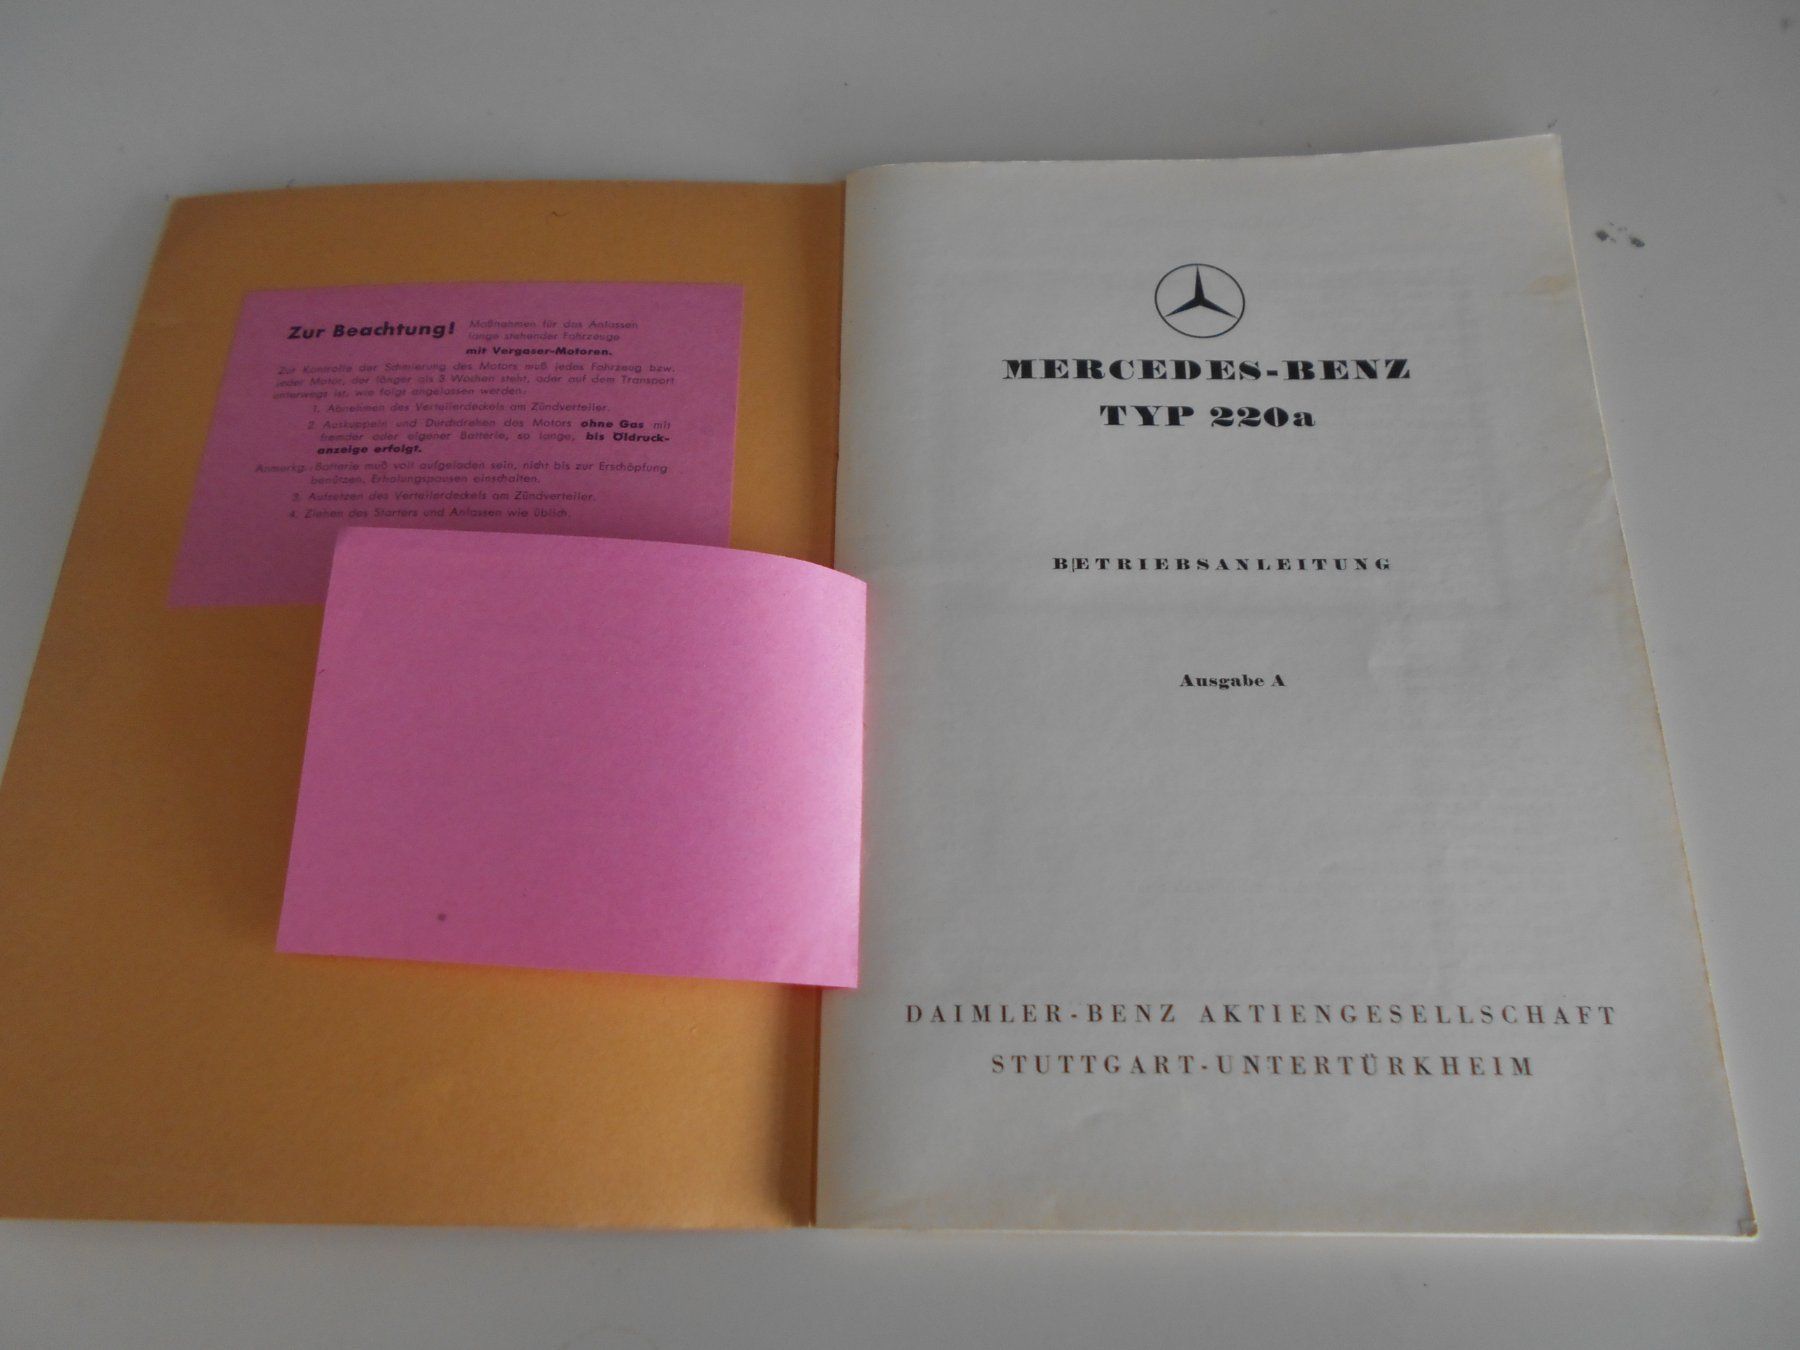 Zur Beachtung! Maßnahmen für das Anlassen
lange stehender Fahrzeuge
mit Vergaser-Motoren.
Zur Kontrolle der Schmierung des Motors muß jedes Fahrzeug bzw.
jeder Motor, der länger als 3 Wochen steht, oder auf dem Transport
unterwegs ist, wie folgt angelassen werden:
1. Abnehmen des Verteilerdeckels am Zündverteiler.
2. Auskuppeln und Durchdrehen des Motors ohne Gas mit
fremder oder eigener Batterie, so lange, bis Öldruck-
anzeige erfolgt.
Anmerkg.: Batterie muß voll aufgeladen sein, nicht bis zur Erschöpfung
benützen, Erholungspausen einschalten.
3. Aufsetzen des Verteilerdeckels am Zündverteiler.
4. Ziehen des Starters und Anlassen wie üblich.
MERCEDES-BENZ
TYP 220a
BETRIEBSANLEITUNG
Ausgabe A
DAIMLER-BENZ AKTIENGESELLSCHAFT
STUTTGART-UNTERTÜRKHEIM